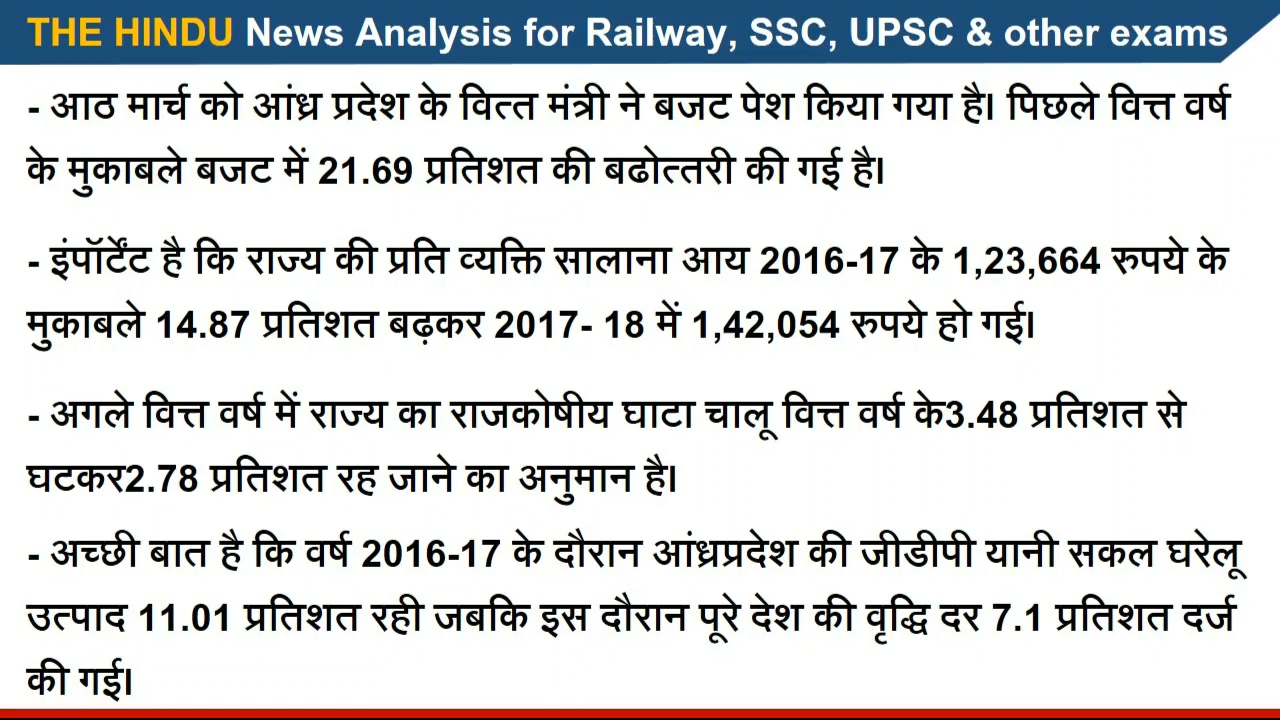 THE HINDU News Analysis for Railway, SSC, UPSC & other exams
- आठ मार्च को आंध्र प्रदेश के वित्त मंत्री ने बजट पेश किया गया है। पिछले वित्त वर्ष
के मुकाबले बजट में 21.69 प्रतिशत की बढोत्तरी की गई है।
- इंपॉर्टेंट है कि राज्य की प्रति व्यक्ति सालाना आय 2016-17 के 1,23,664 रुपये के
मुकाबले 14.87 प्रतिशत बढ़कर 2017- 18 में 1,42,054 रुपये हो गई।
- अगले वित्त वर्ष में राज्य का राजकोषीय घाटा चालू वित्त वर्ष के3.48 प्रतिशत से
घटकर2.78 प्रतिशत रह जाने का अनुमान है।
- अच्छी बात है कि वर्ष 2016-17 के दौरान आंध्रप्रदेश की जीडीपी यानी सकल घरेलू
उत्पाद 11.01 प्रतिशत रही जबकि इस दौरान पूरे देश की वृद्धि दर 7.1 प्रतिशत दर्ज
की गई।